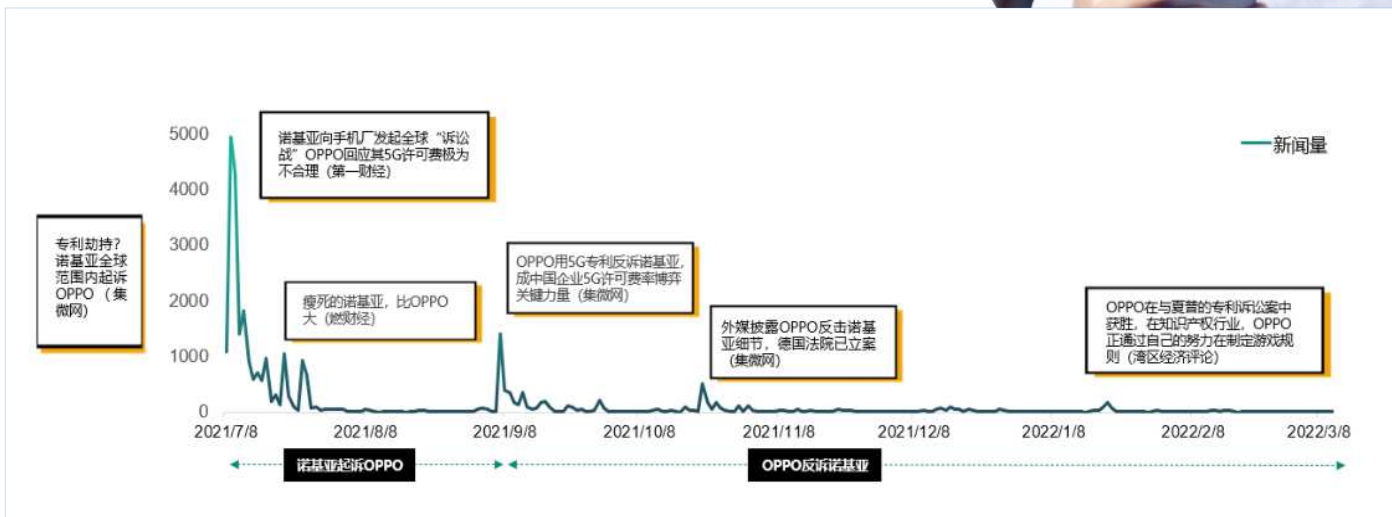 诺基亚向手机厂发起全球“诉讼
战”OPPO回应其5G许可费极为
不合理（第一财经）
新闻量
5000
4000
3000
2000
1000
0
专利劫持？
诺基亚全球
范围内起诉
OPPO（集
微网）
瘦死的诺基亚，比OPPO
大（燃财经）
OPPO用5G专利反诉诺基亚，
成中国企业5G许可费率博弈
关键力量（集微网）
外媒披露OPPO反击诺基
亚细节，德国法院已立案
（集微网）
OPPO在与夏普的专利诉讼案中
获胜，在知识产权行业，OPPO
正通过自己的努力在制定游戏规
则（湾区经济评论）
2021/7/8
2021/8/8
2021/9/8
2021/10/8
2021/11/8
2021/12/8
2022/1/8
2022/2/8
2022/3/8
诺基亚起诉OPPO
OPPO反诉诺基亚